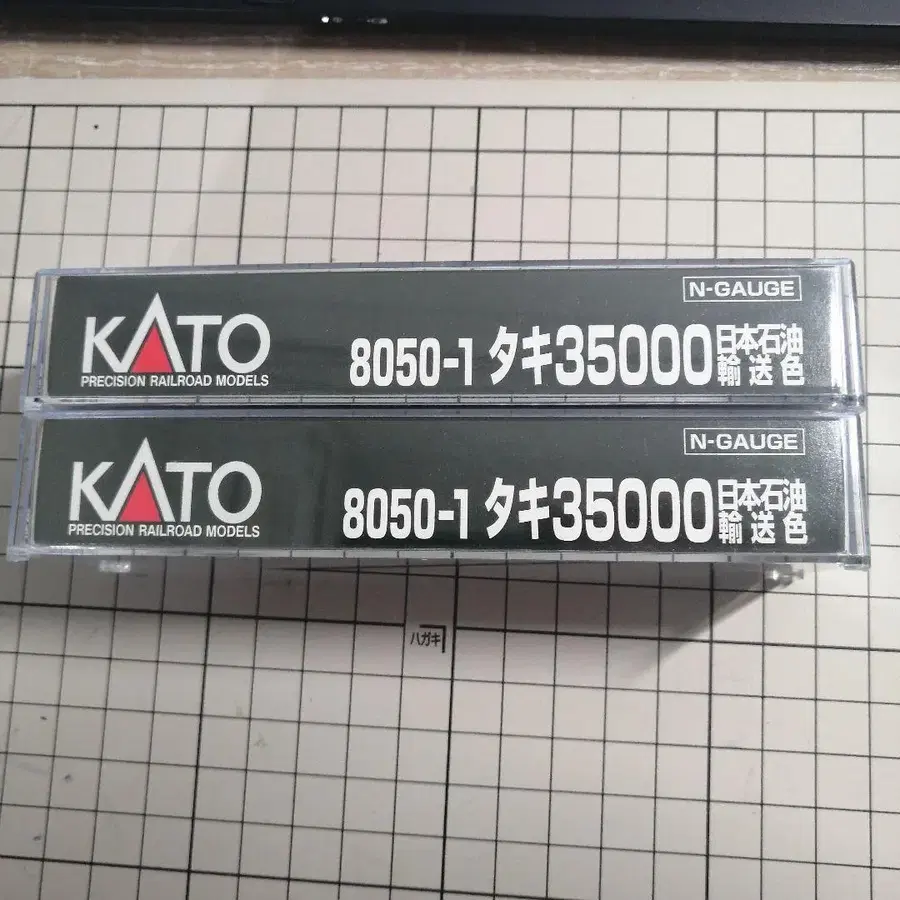 N-GAUGE
KATO
PRECISION RAILROAD MODELS
8050-1 タキ35000 日本石油
輸送色
N-GAUGE
KATO
PRECISION RAILROAD MODELS
8050-1 タキ35000 日本石油
輸送色
ハガキ